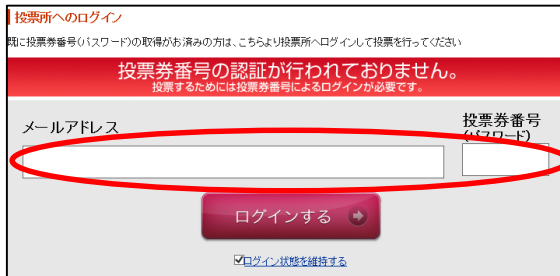 投票所へのログイン
既に投票券番号(パスワード)の取得がお済みの方は、こちらより投票所へログインして投票を行ってください
投票券番号の認証が行われておりません。
投票するためには投票券番号によるログインが必要です。
メールアドレス
投票券番号
(パスワード)
ログインする
ログイン状態を維持する